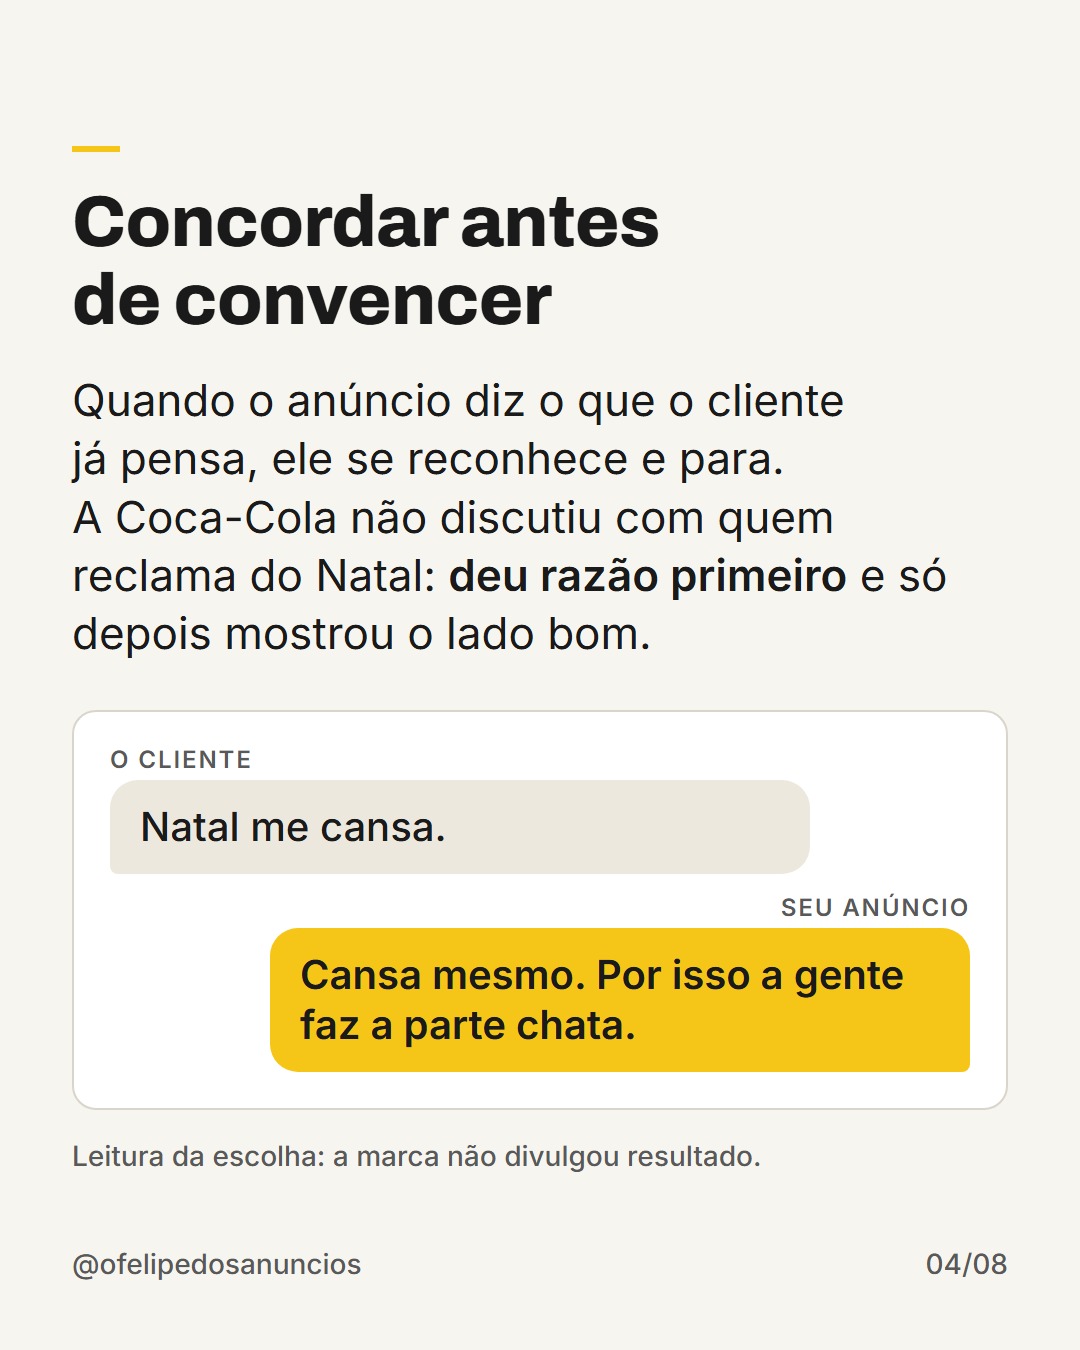 Concordar antes
de convencer
Quando o anúncio diz o que o cliente
já pensa, ele se reconhece e para.
A Coca-Cola não discutiu com quem
reclama do Natal: deu razão primeiro e só
depois mostrou o lado bom.
O CLIENTE
Natal me cansa.
SEU ANÚNCIO
Cansa mesmo. Por isso a gente
faz a parte chata.
Leitura da escolha: a marca não divulgou resultado.
@ofelipedosanuncios
04/08